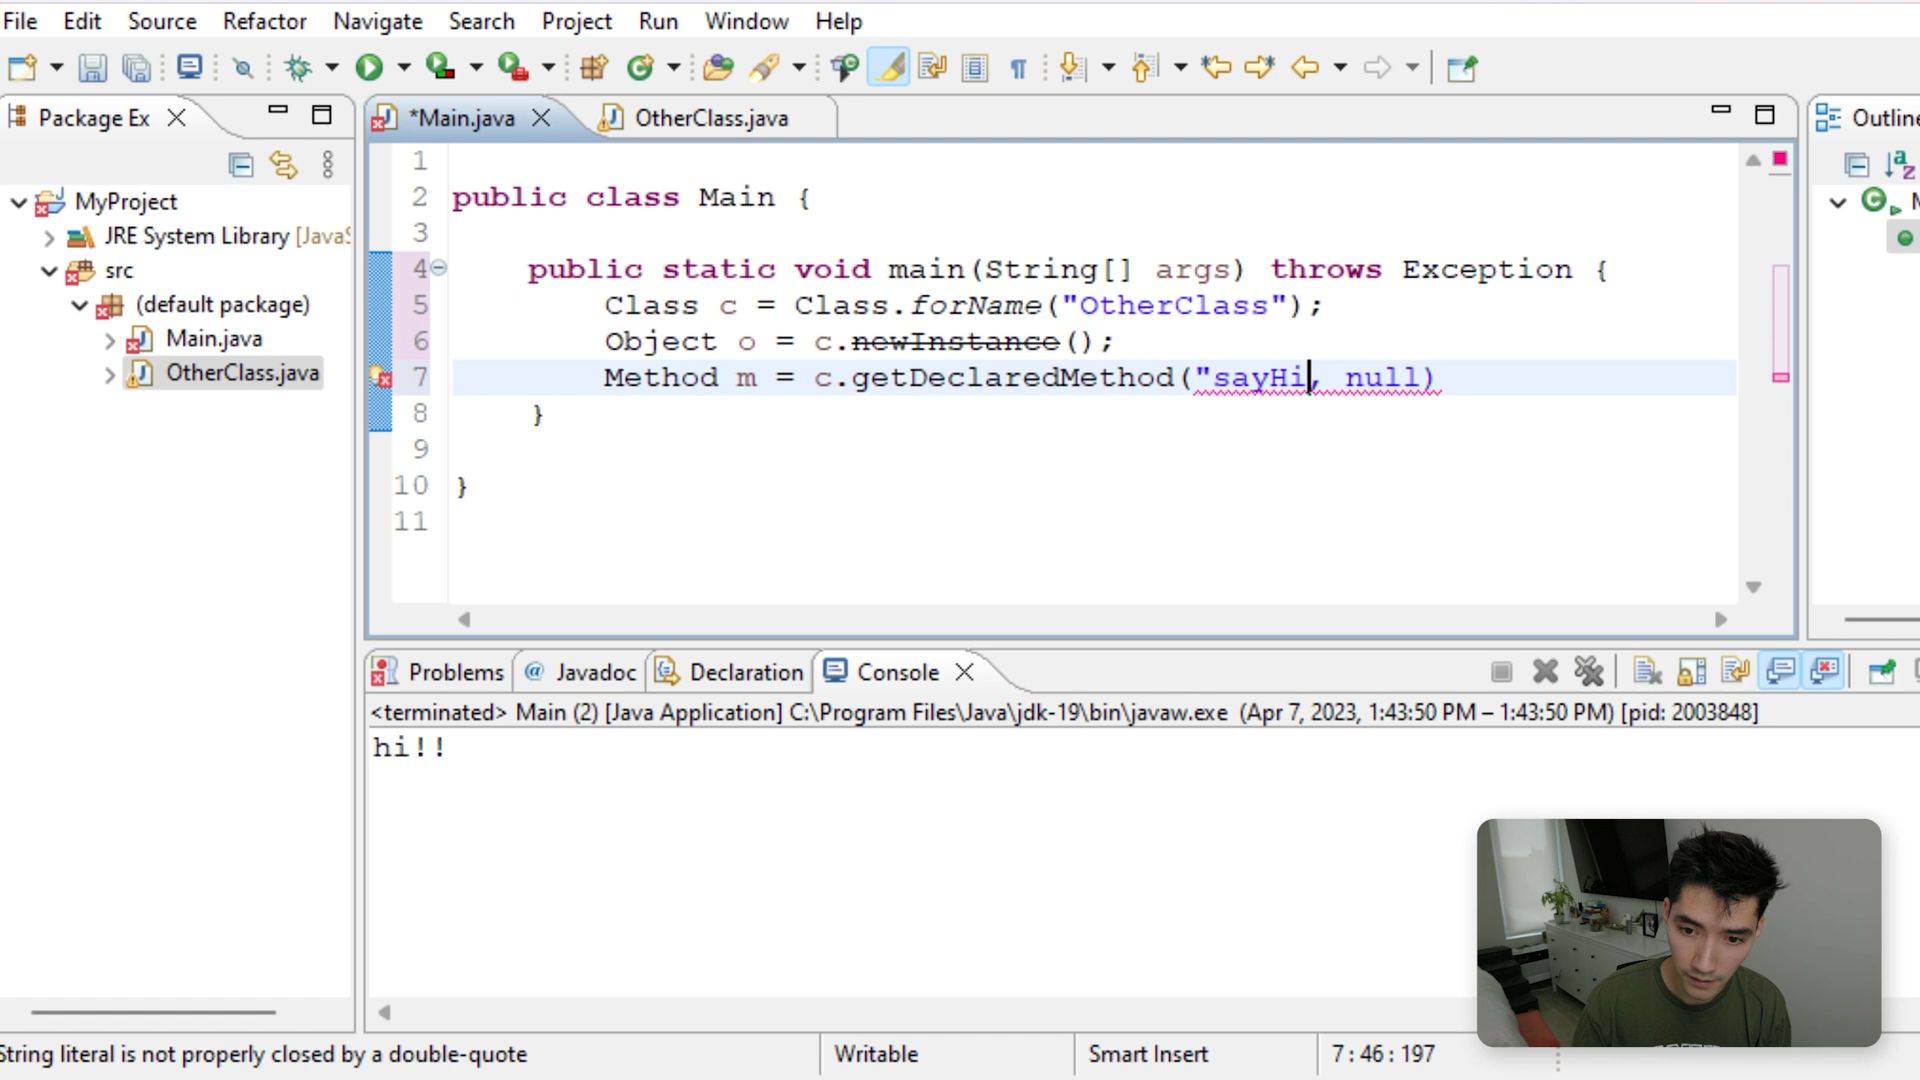 File Edit Source Refactor Navigate Search Project Run Window Help
Package Ex
*Main.java OtherClass.java
Outline
MyProject
JRE System Library [JavaS
src
(default package)
Main.java
OtherClass.java
1
2 public class Main {
3
4 public static void main(String[] args) throws Exception {
5 Class c = Class.forName("OtherClass");
6 Object o = c.newInstance();
7 Method m = c.getDeclaredMethod("sayHi, null)
8 }
9
10 }
11
Problems Javadoc Declaration Console
<terminated> Main (2) [Java Application] C:\Program Files\Java\jdk-19\bin\javaw.exe (Apr 7, 2023, 1:43:50 PM – 1:43:50 PM) [pid: 2003848]
hi!!
String literal is not properly closed by a double-quote
Writable
Smart Insert
7 : 46 : 197